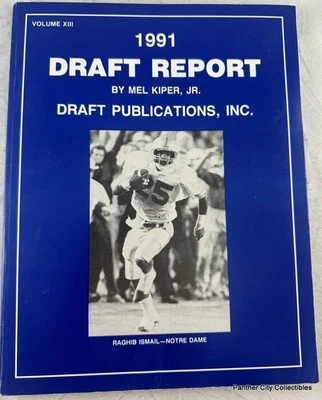 VOLUME XIII
1991
DRAFT REPORT
BY MEL KIPER, JR.
DRAFT PUBLICATIONS, INC.
25
RAGHIB ISMAIL—NOTRE DAME
Panther City Collectibles